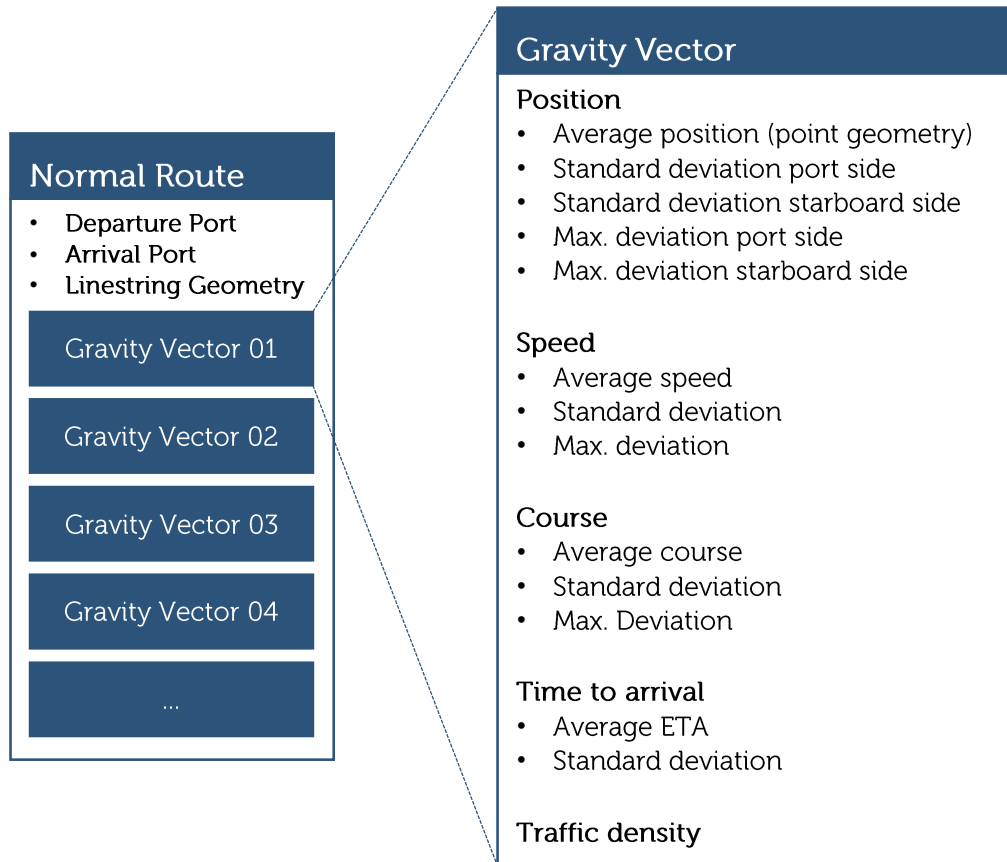 Normal Route
• Departure Port
• Arrival Port
• Linestring Geometry
Gravity Vector 01
Gravity Vector 02
Gravity Vector 03
Gravity Vector 04
...
Gravity Vector
Position
• Average position (point geometry)
• Standard deviation port side
• Standard deviation starboard side
• Max. deviation port side
• Max. deviation starboard side
Speed
• Average speed
• Standard deviation
• Max. deviation
Course
• Average course
• Standard deviation
• Max. Deviation
Time to arrival
• Average ETA
• Standard deviation
Traffic density